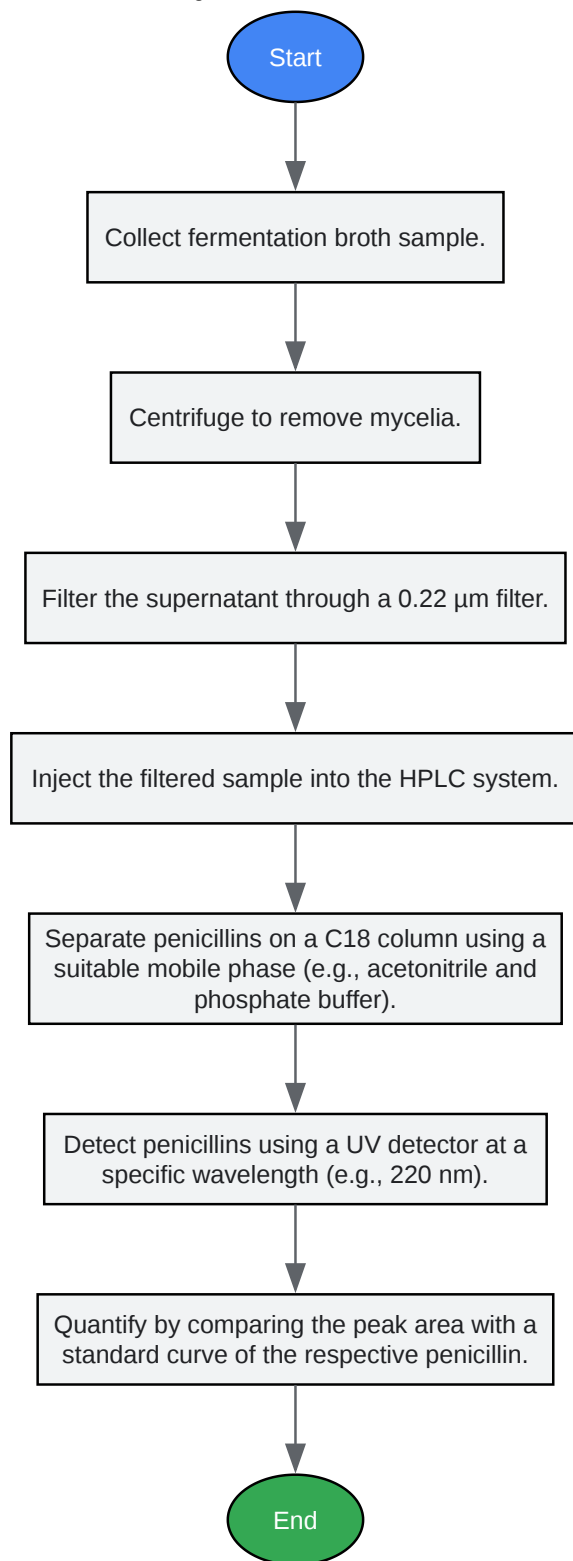 Start
Collect fermentation broth sample.
Centrifuge to remove mycelia.
Filter the supernatant through a 0.22 µm filter.
Inject the filtered sample into the HPLC system.
Separate penicillins on a C18 column using a
suitable mobile phase (e.g., acetonitrile and
phosphate buffer).
Detect penicillins using a UV detector at a
specific wavelength (e.g., 220 nm).
Quantify by comparing the peak area with a
standard curve of the respective penicillin.
End